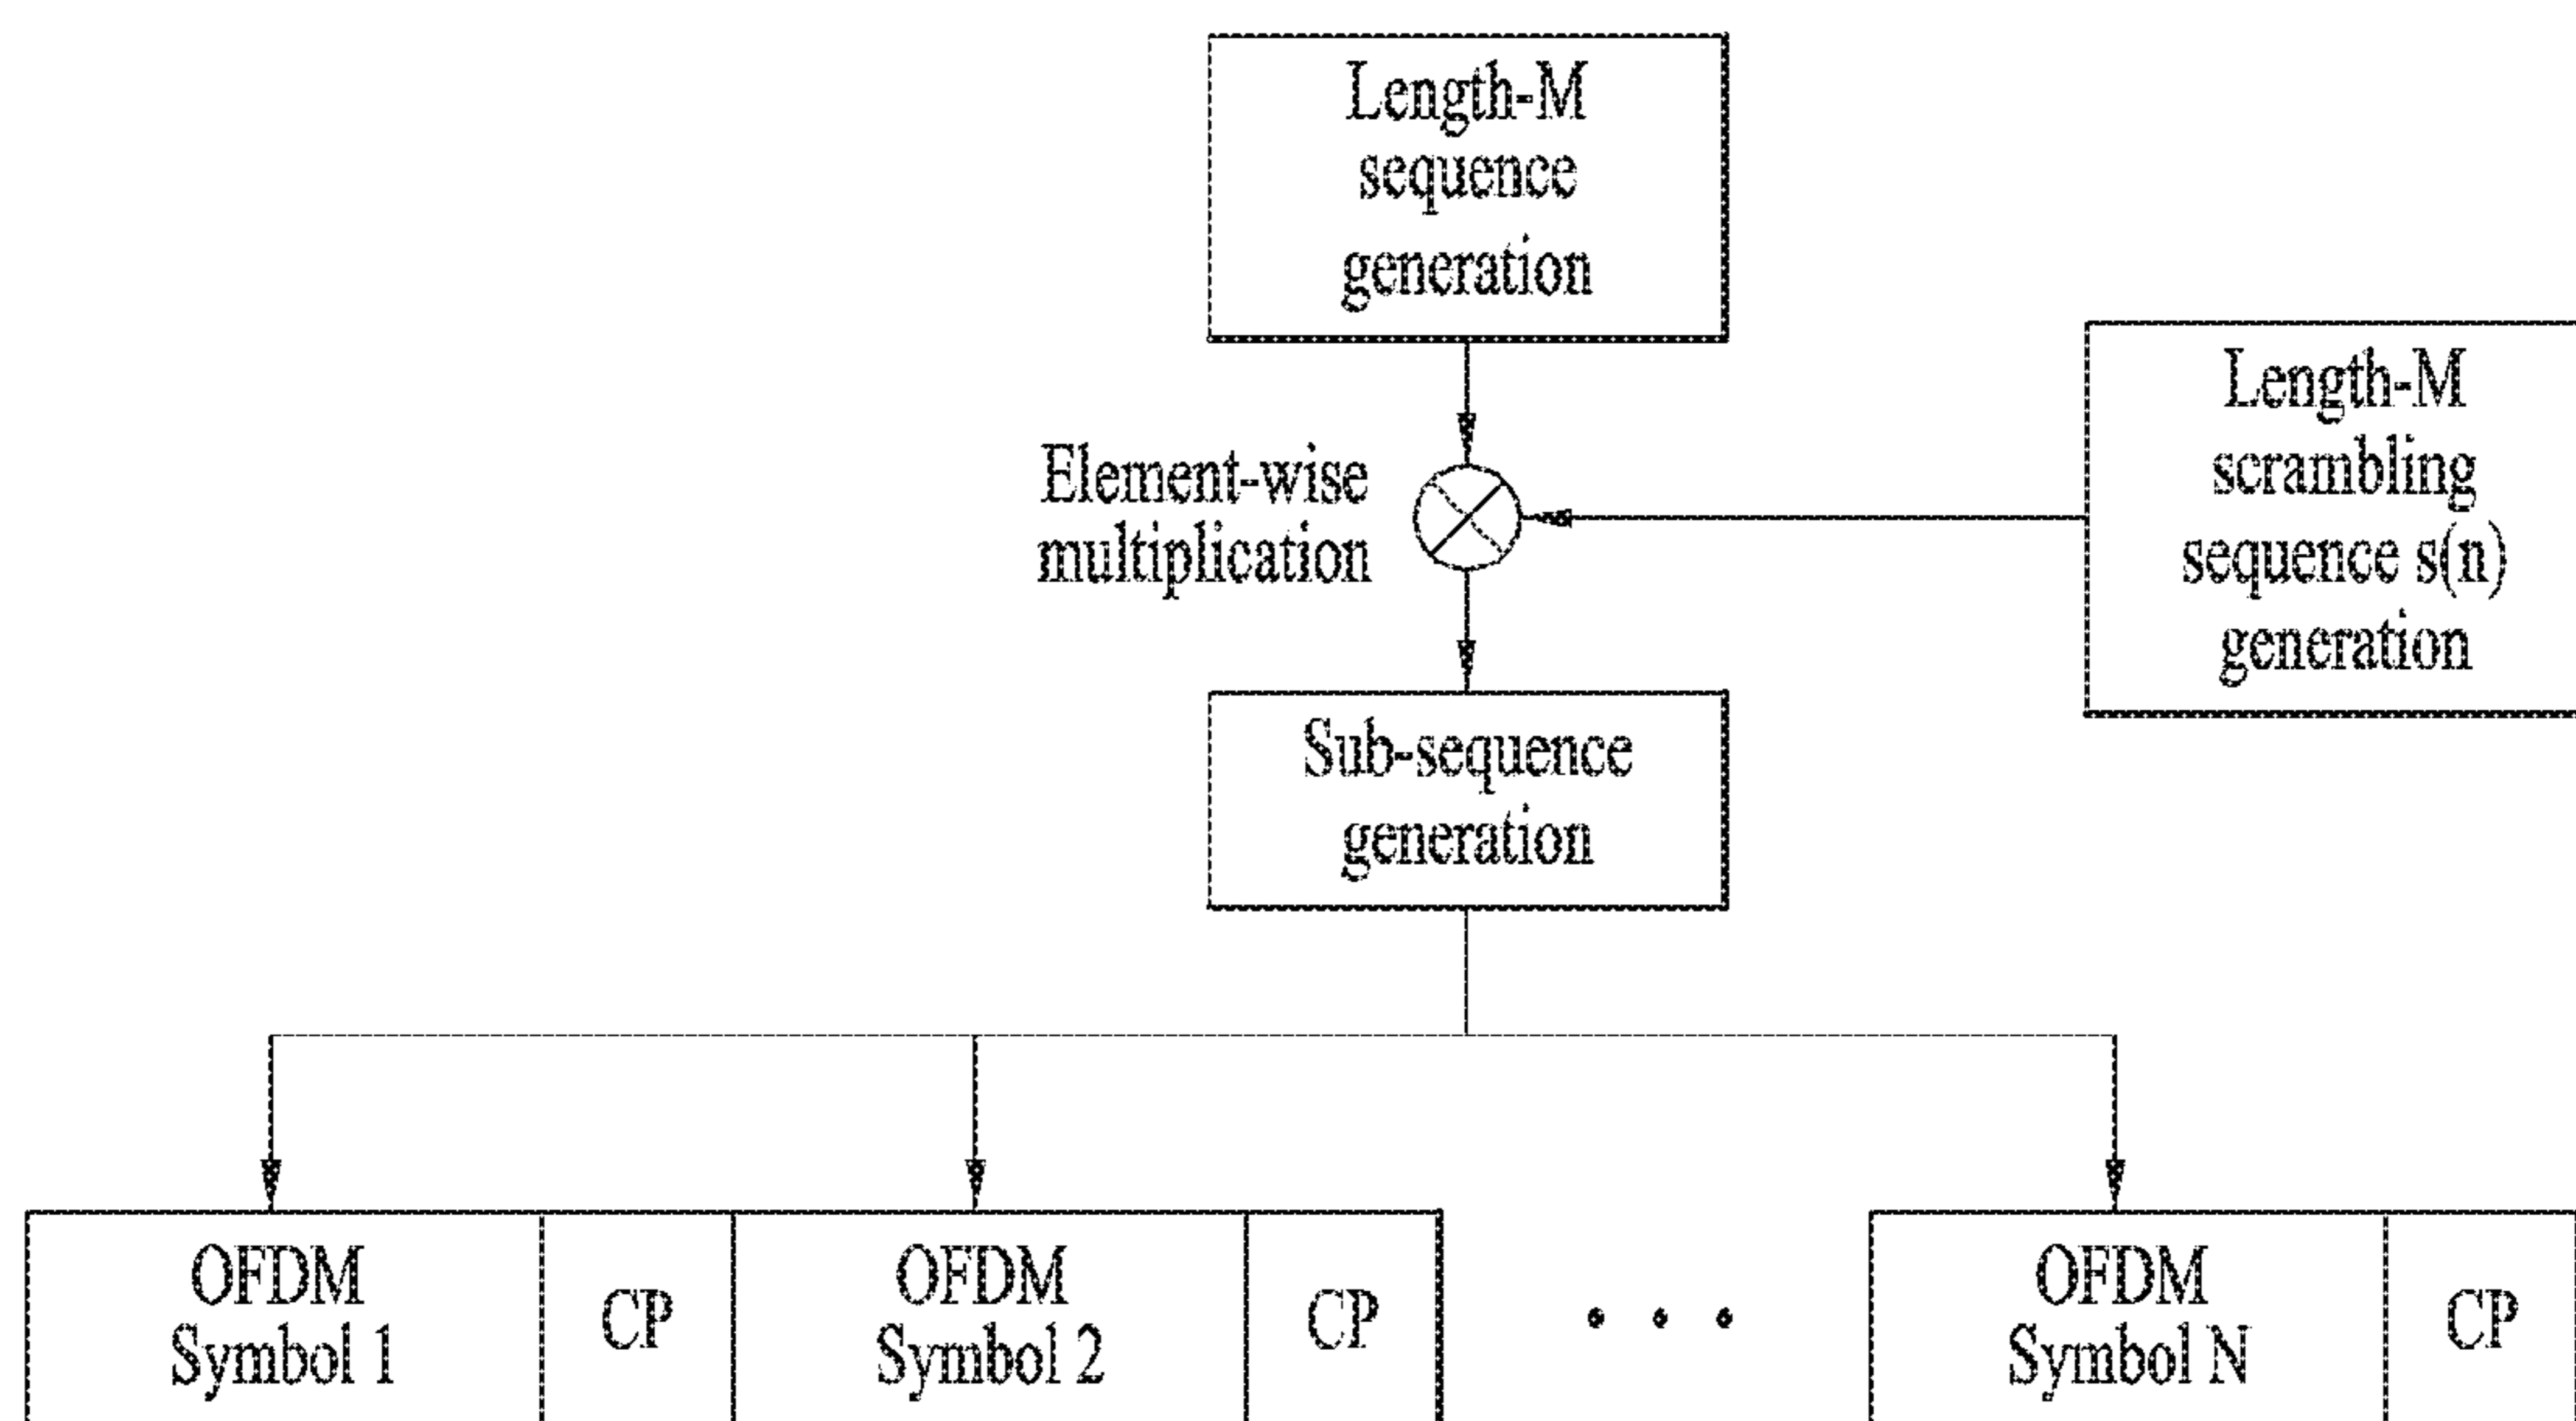 Length-M
sequence
generation
Length-M
scrambling
sequence s(n)
generation
Element-wise
multiplication
Sub-sequence
generation
OFDM
Symbol 1
CP
OFDM
Symbol 2
CP
• • •
OFDM
Symbol N
CP